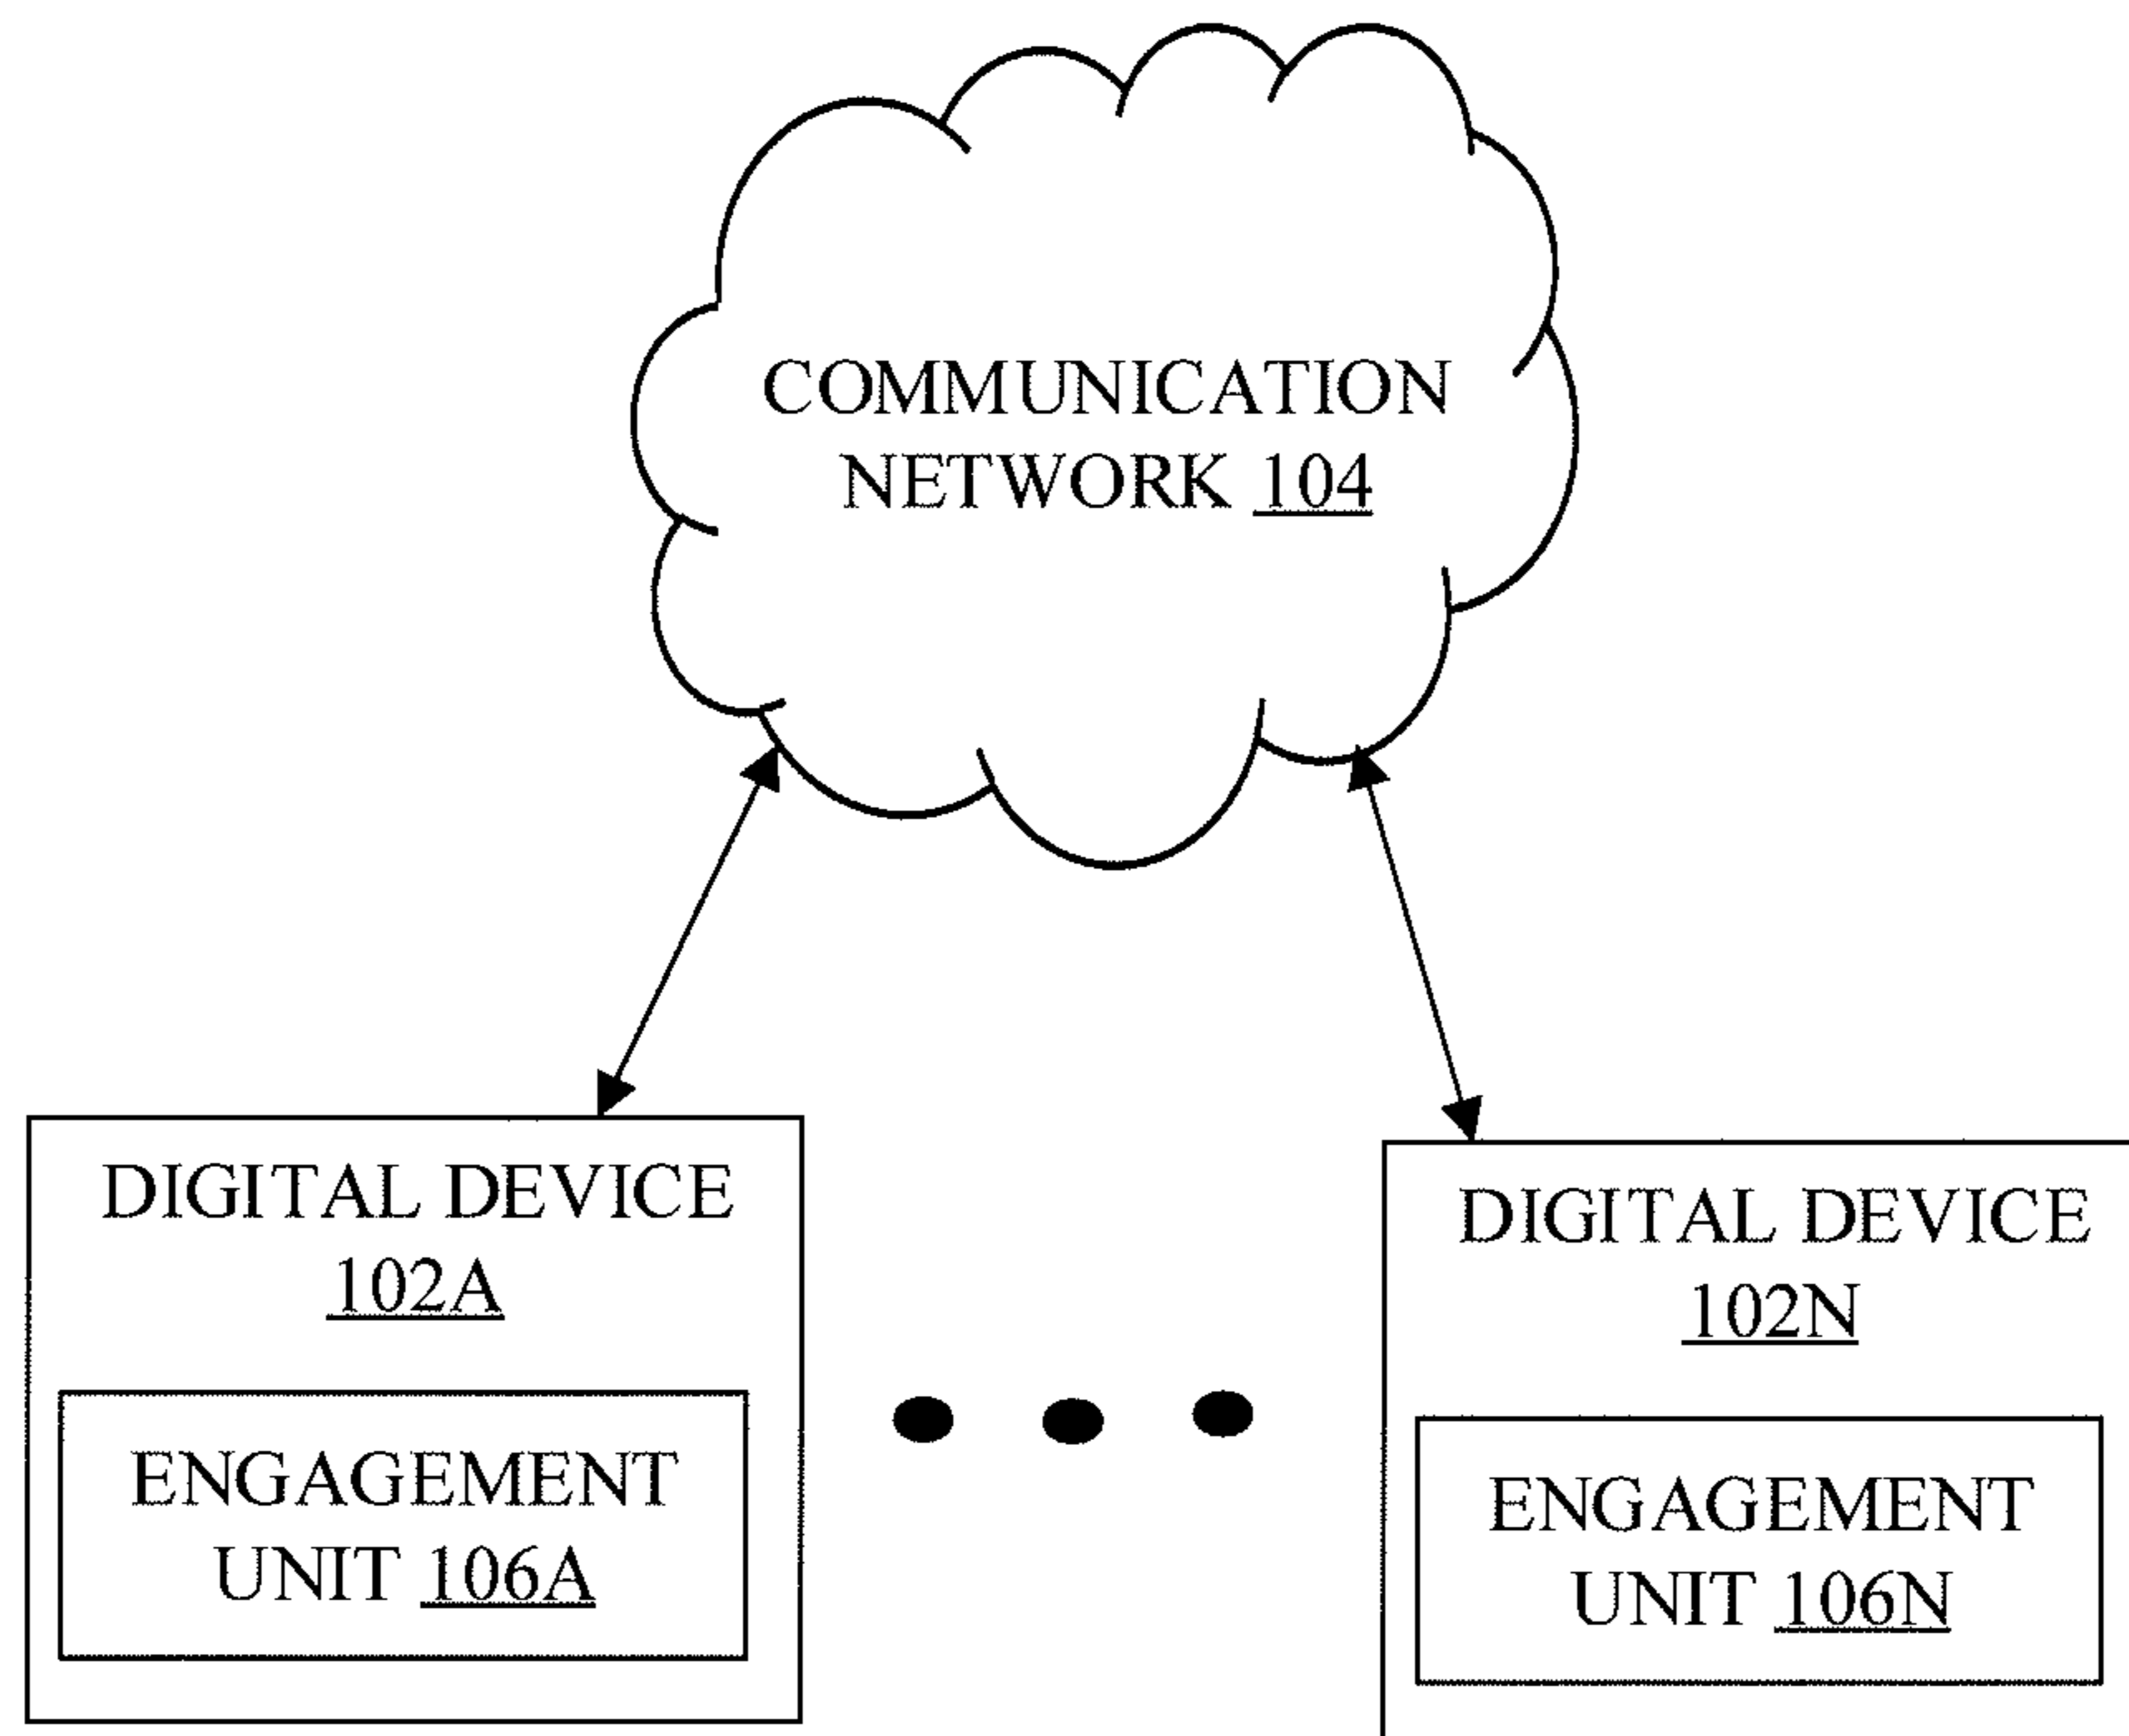 COMMUNICATION
NETWORK 104
DIGITAL DEVICE
102A
ENGAGEMENT
UNIT 106A
DIGITAL DEVICE
102N
ENGAGEMENT
UNIT 106N